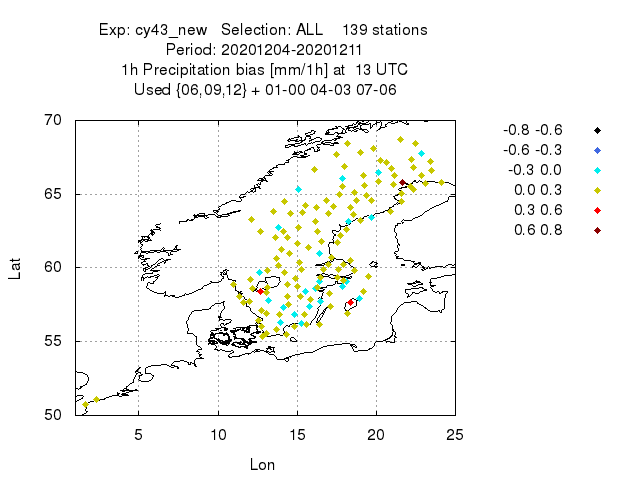 Exp: cy43_new   Selection: ALL    139 stations
Period: 20201204-20201211
1h Precipitation bias [mm/1h] at  13 UTC
Used {06,09,12} + 01-00 04-03 07-06
70
65
60
55
50
Lat
5 10 15 20 25
Lon
-0.8 -0.6
-0.6 -0.3
-0.3 0.0
0.0 0.3
0.3 0.6
0.6 0.8